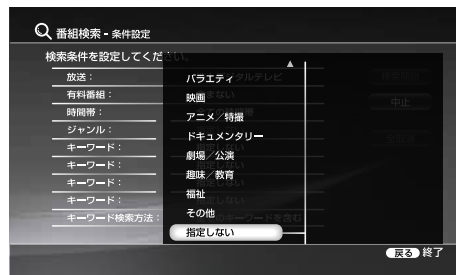 番組検索 - 条件設定
検索条件を設定してください。
放送：
有料番組：
時間帯：
ジャンル：
キーワード：
キーワード：
キーワード：
キーワード：
キーワード検索方法：
バラエティ
映画
アニメ／特撮
ドキュメンタリー
劇場／公演
趣味／教育
福祉
その他
指定しない
中止
戻る 終了